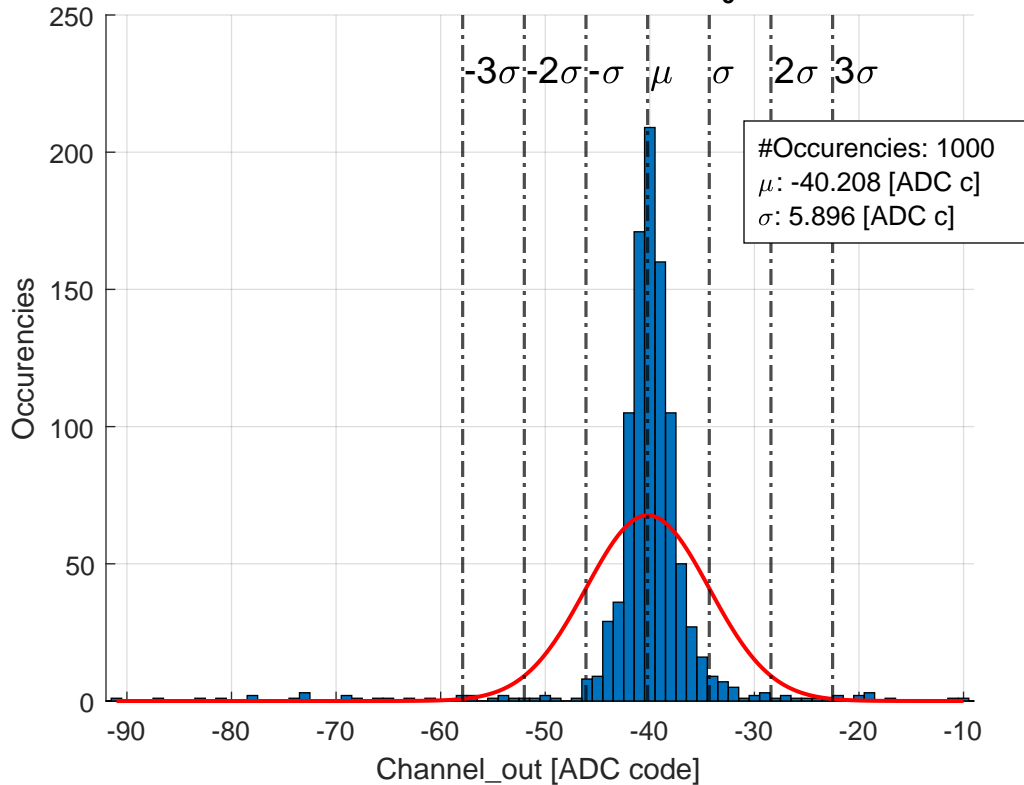 250
200
150
100
50
0
Occurencies
-3σ -2σ -σ μ σ 2σ 3σ
#Occurencies: 1000
μ: -40.208 [ADC c]
σ: 5.896 [ADC c]
-90 -80 -70 -60 -50 -40 -30 -20 -10
Channel_out [ADC code]